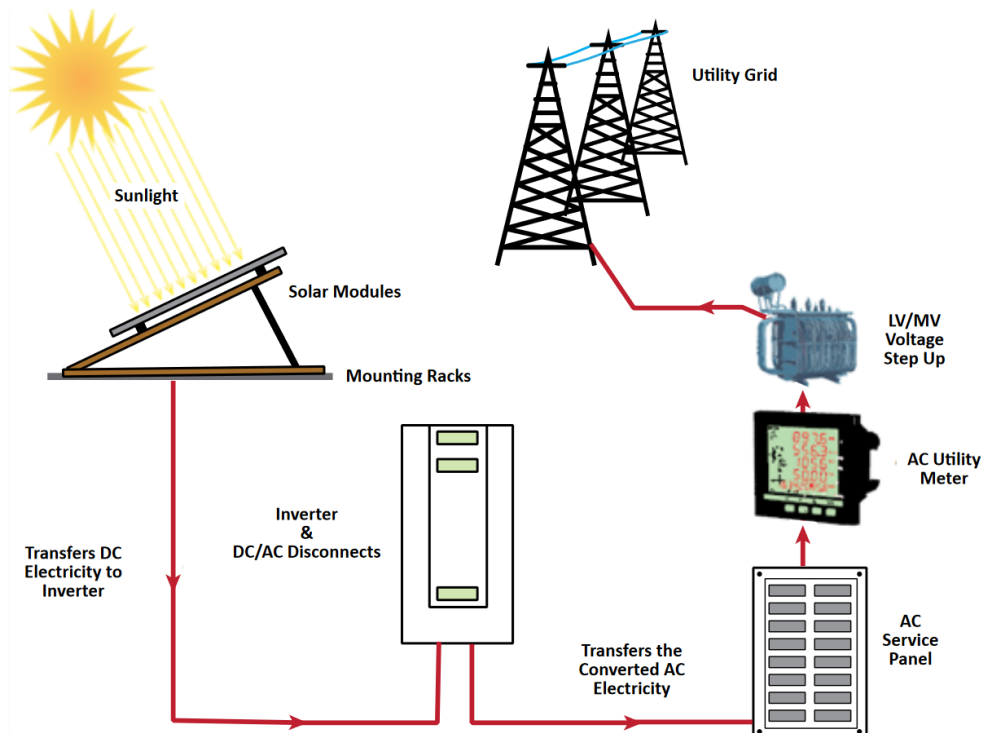 Utility Grid
Sunlight
Solar Modules
LV/MV
Voltage
Step Up
Mounting Racks
AC Utility
Meter
Inverter
&
DC/AC Disconnects
Transfers DC
Electricity to
Inverter
AC
Service
Panel
Transfers the
Converted AC
Electricity